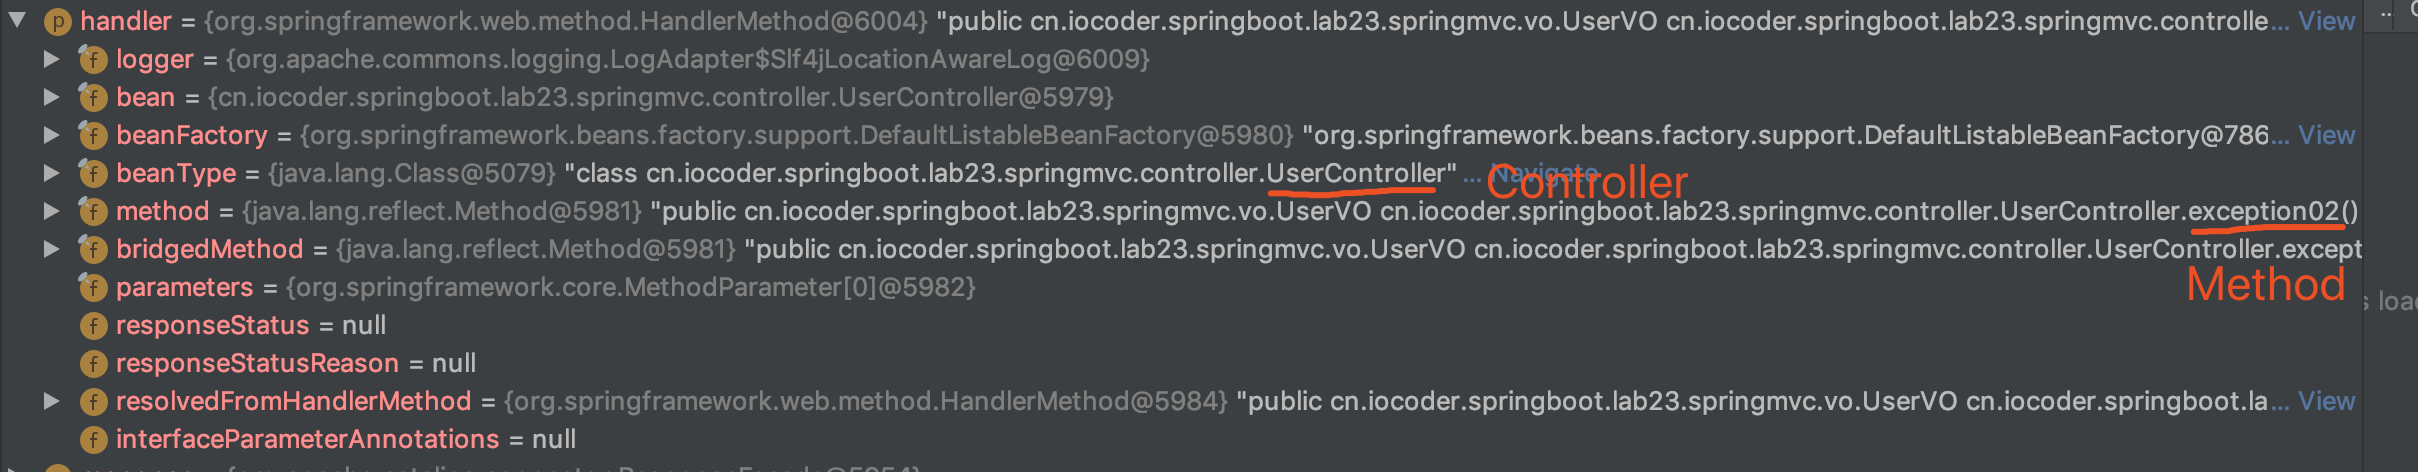 handler = {org.springframework.web.method.HandlerMethod@6004} "public cn.iocoder.springboot.lab23.springmvc.vo.UserVO cn.iocoder.springboot.lab23.springmvc.controlle... View
logger = {org.apache.commons.logging.LogAdapter$Slf4jLocationAwareLog@6009}
bean = {cn.iocoder.springboot.lab23.springmvc.controller.UserController@5979}
beanFactory = {org.springframework.beans.factory.support.DefaultListableBeanFactory@5980} "org.springframework.beans.factory.support.DefaultListableBeanFactory@786... View
beanType = {java.lang.Class@5079} "class cn.iocoder.springboot.lab23.springmvc.controller.UserController" ... Navigate
Controller
method = {java.lang.reflect.Method@5981} "public cn.iocoder.springboot.lab23.springmvc.vo.UserVO cn.iocoder.springboot.lab23.springmvc.controller.UserController.exception02()
bridgedMethod = {java.lang.reflect.Method@5981} "public cn.iocoder.springboot.lab23.springmvc.vo.UserVO cn.iocoder.springboot.lab23.springmvc.controller.UserController.except
Method
parameters = {org.springframework.core.MethodParameter[0]@5982}
responseStatus = null
responseStatusReason = null
resolvedFromHandlerMethod = {org.springframework.web.method.HandlerMethod@5984} "public cn.iocoder.springboot.lab23.springmvc.vo.UserVO cn.iocoder.springboot.la... View
interfaceParameterAnnotations = null